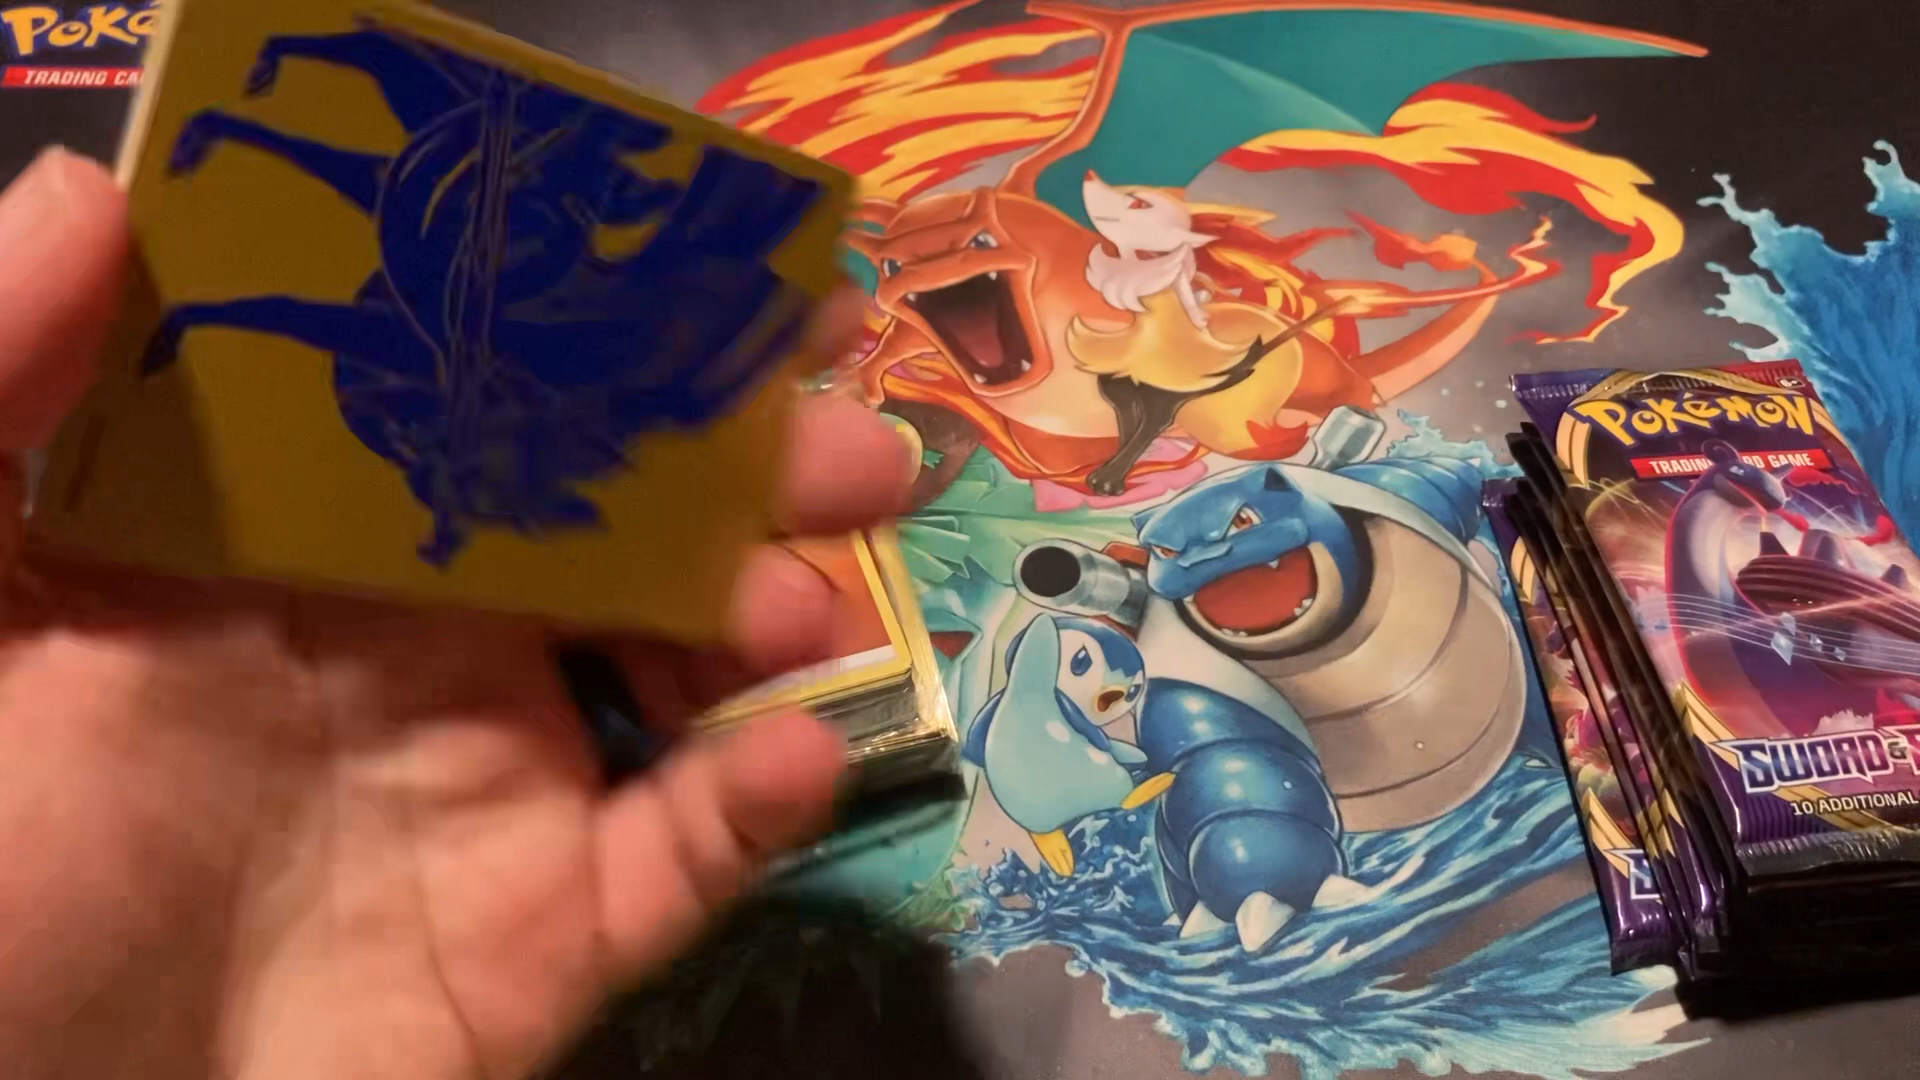 Poké
TRADING CA
POKéMON
TRADING CARD GAME
SWORD &
10 ADDITIONAL